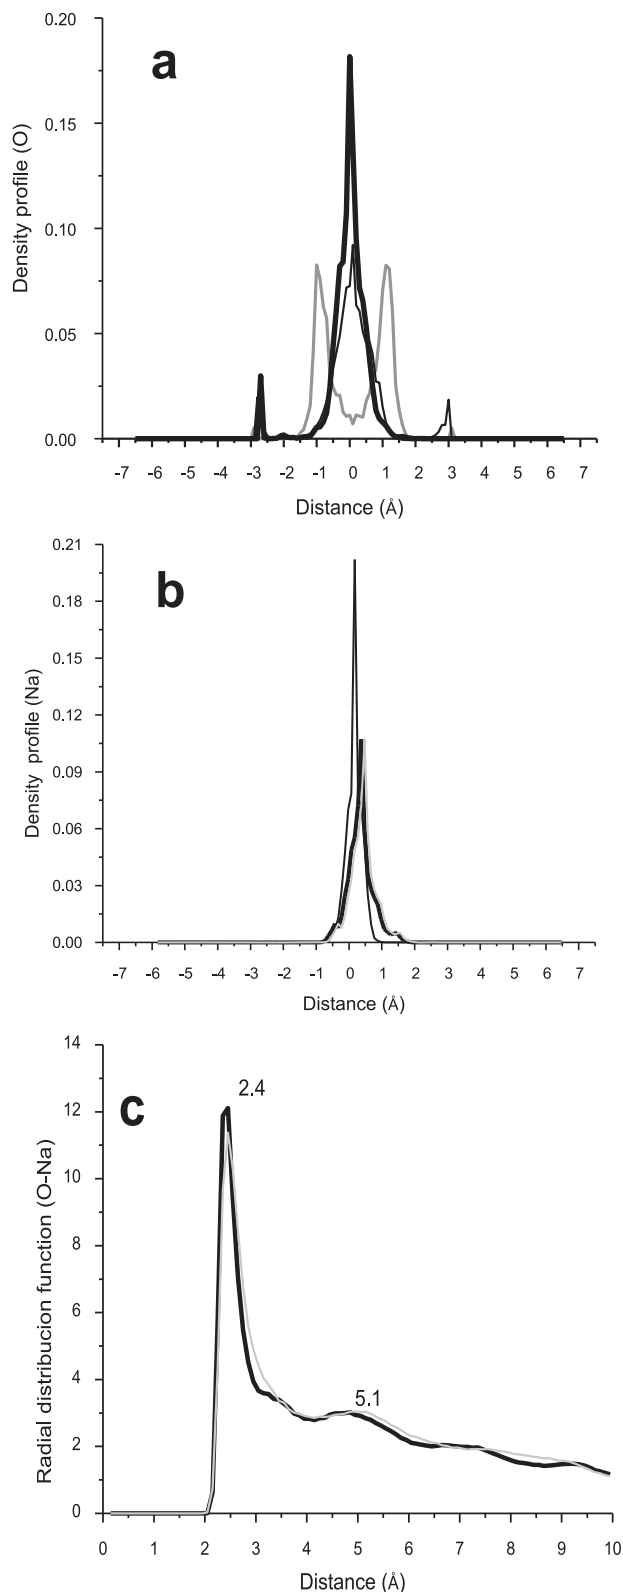 a
Density profile (O)
0.20
0.15
0.10
0.05
0.00
-7 -6 -5 -4 -3 -2 -1 0 1 2 3 4 5 6 7
Distance (Å)
b
Density profile (Na)
0.21
0.18
0.15
0.12
0.09
0.06
0.03
0.00
-7 -6 -5 -4 -3 -2 -1 0 1 2 3 4 5 6 7
Distance (Å)
c
Radial distribucion function (O-Na)
14
12
10
8
6
4
2
0
2.4
5.1
0 1 2 3 4 5 6 7 8 9 10
Distance (Å)